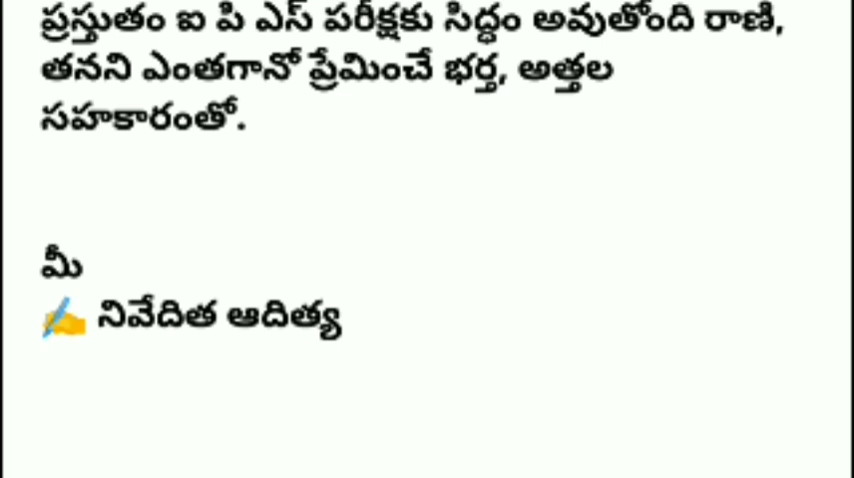 ప్రస్తుతం ఐ పి ఎస్ పరీక్షకు సిద్ధం అవుతోంది రాణి,
తనని ఎంతగానో ప్రేమించే భర్త, అత్తల
సహకారంతో.
మీ
✍️ నివేదిత ఆదిత్య